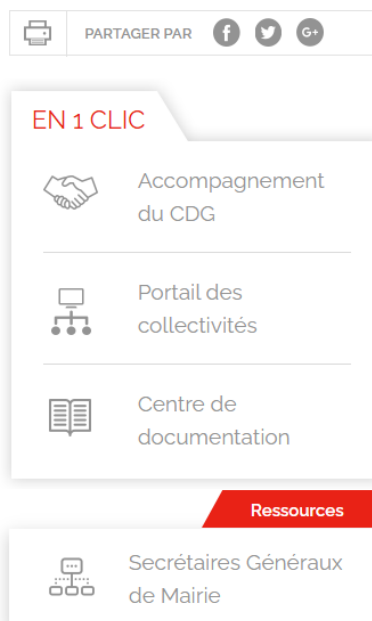 PARTAGER PAR
EN 1 CLIC
Accompagnement
du CDG
Portail des
collectivités
Centre de
documentation
Ressources
Secrétaires Généraux
de Mairie